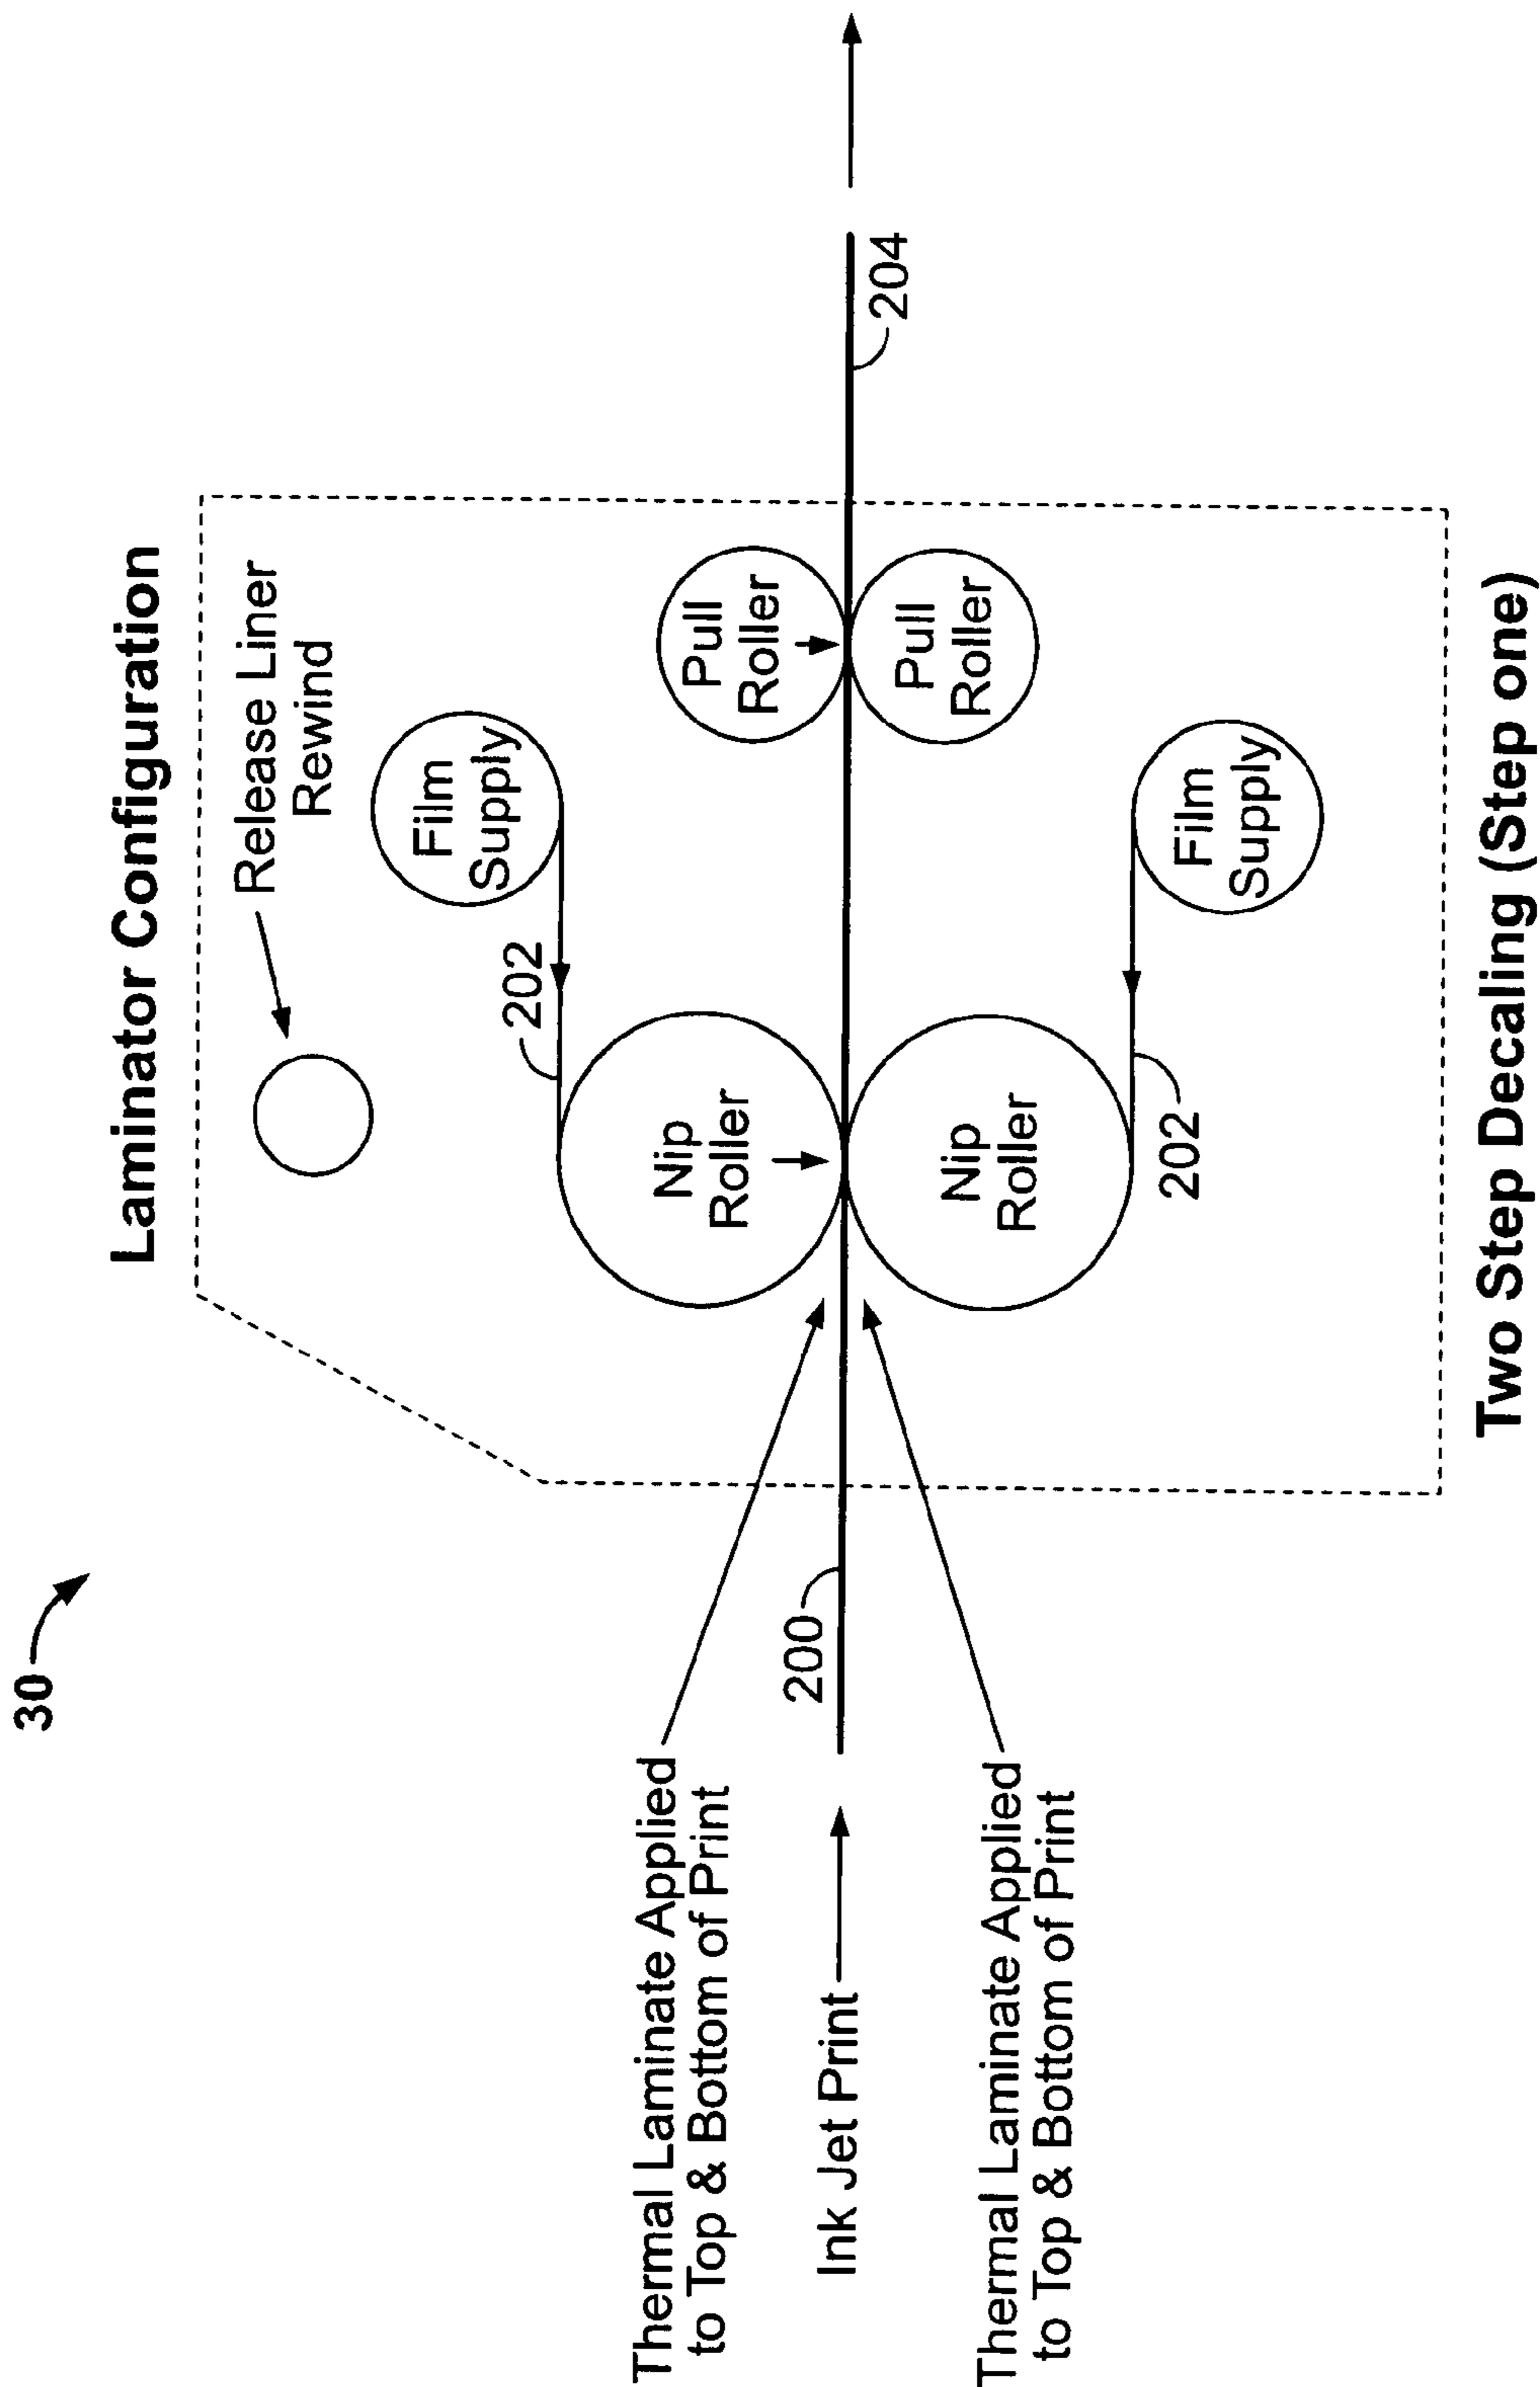 30
Laminator Configuration
Release Liner
Rewind
Film
Supply
202
Nip
Roller
Pull
Roller
Thermal Laminate Applied
to Top & Bottom of Print
Ink Jet Print
200
204
Thermal Laminate Applied
to Top & Bottom of Print
Nip
Roller
Pull
Roller
202
Film
Supply
Two Step Decaling (Step one)